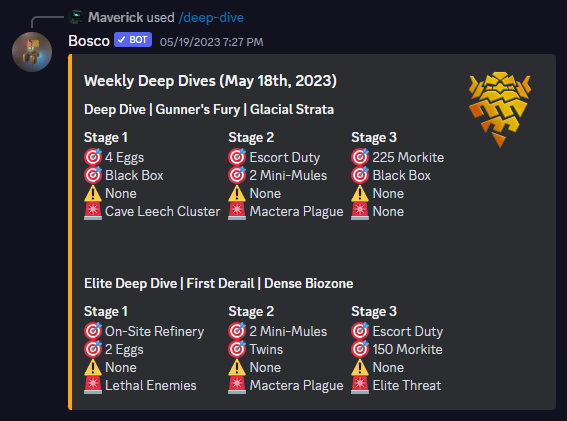 Maverick used /deep-dive
Bosco ✓ BOT 05/19/2023 7:27 PM
Weekly Deep Dives (May 18th, 2023)
Deep Dive | Gunner's Fury | Glacial Strata
Stage 1 Stage 2 Stage 3
4 Eggs Escort Duty 225 Morkite
Black Box 2 Mini-Mules Black Box
None None None
Cave Leech Cluster Mactera Plague None
Elite Deep Dive | First Derail | Dense Biozone
Stage 1 Stage 2 Stage 3
On-Site Refinery 2 Mini-Mules Escort Duty
2 Eggs Twins 150 Morkite
None None None
Lethal Enemies Mactera Plague Elite Threat